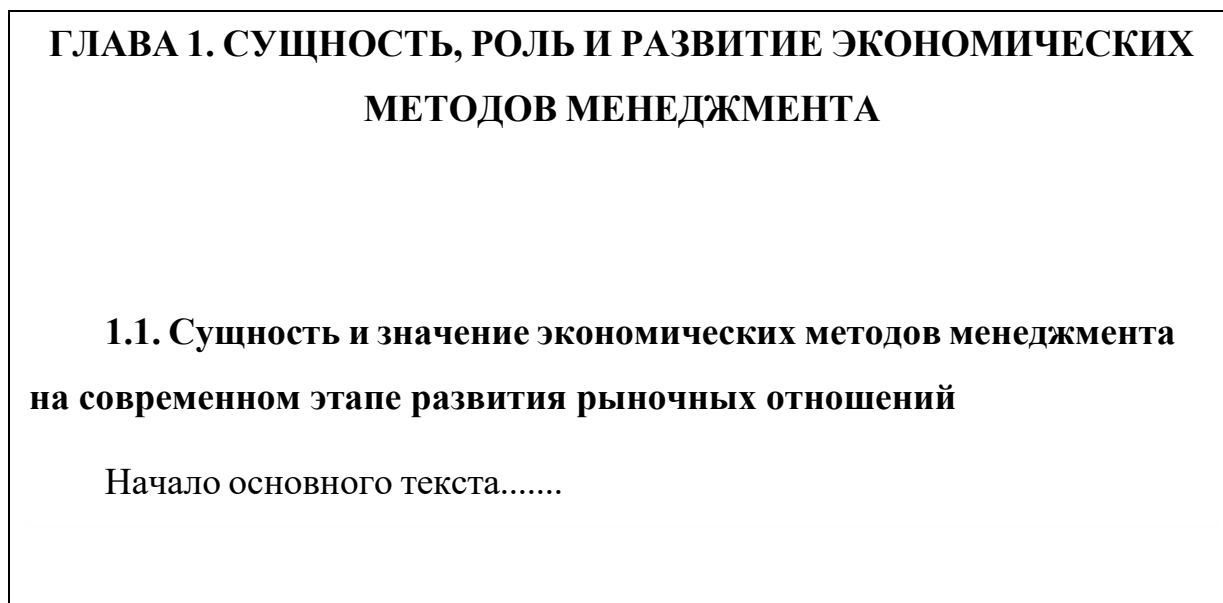 ГЛАВА 1. СУЩНОСТЬ, РОЛЬ И РАЗВИТИЕ ЭКОНОМИЧЕСКИХ
МЕТОДОВ МЕНЕДЖМЕНТА
1.1. Сущность и значение экономических методов менеджмента
на современном этапе развития рыночных отношений
Начало основного текста.......